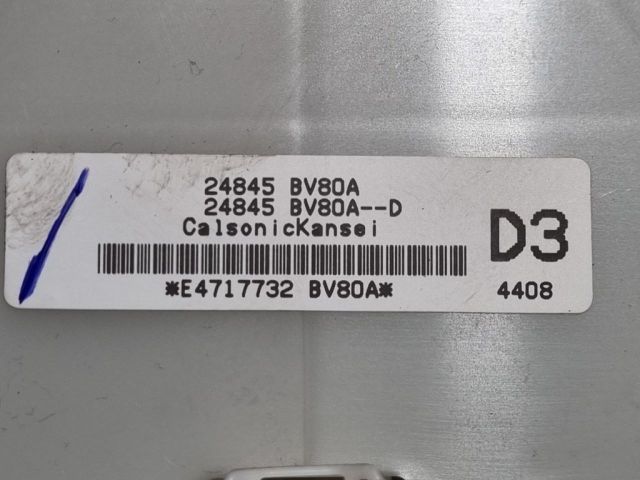 24845 BV80A
24845 BV80A--D
CalsonicKansei
D3
*E4717732 BV80A*
4408